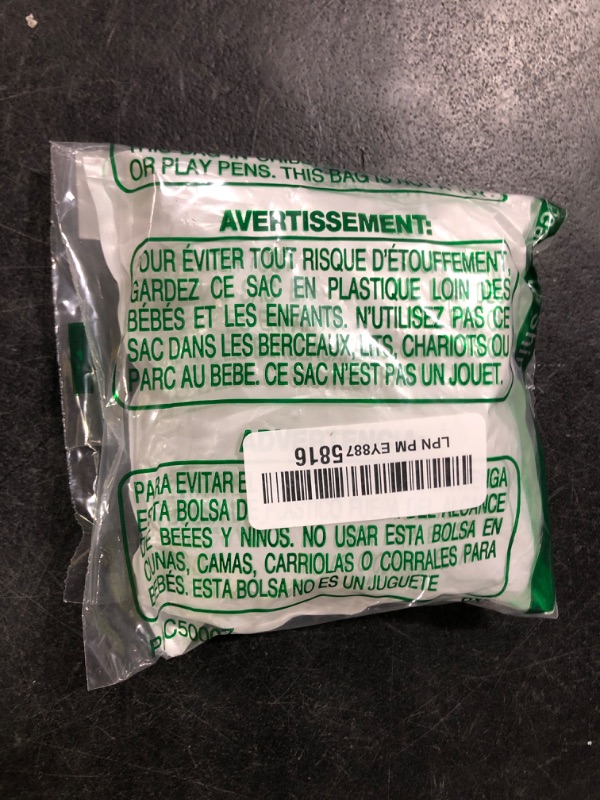 OR PLAY PENS. THIS BAG IS
AVERTISSEMENT:
POUR ÉVITER TOUT RISQUE D'ÉTOUFFEMENT,
GARDEZ CE SAC EN PLASTIQUE LOIN DES
BÉBÉS ET LES ENFANTS. N'UTILISEZ PAS CE
SAC DANS LES BERCEAUX, LITS, CHARIOTS OU
PARC AU BEBE. CE SAC N'EST PAS UN JOUET.
LPN PM EY8875816
PARA EVITAR
ESTA BOLSA
DE BEÉES Y NINOS. NO USAR ESTA BOLSA EN
CUNAS, CAMAS, CARRIOLAS O CORRALES PARA
BEBÉS. ESTA BOLSA NO ES UN JUGUETE